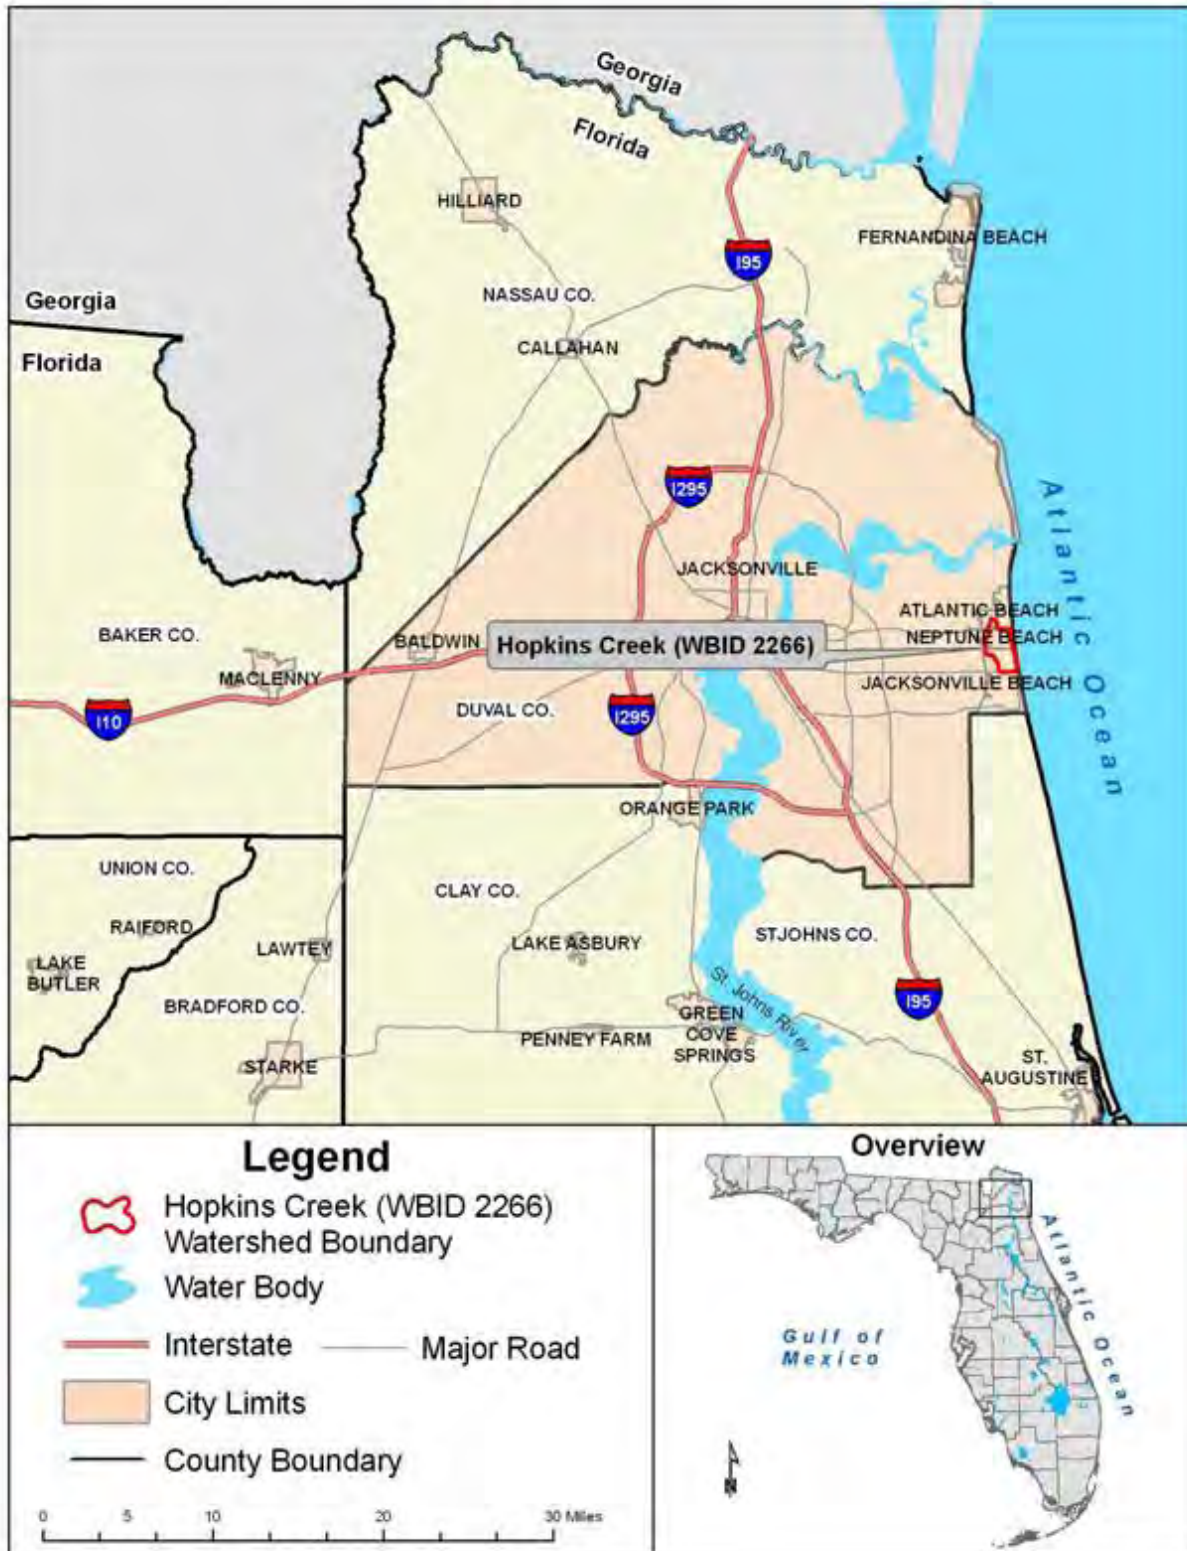 Georgia
Florida
HILLIARD
FERNANDINA BEACH
I95
NASSAU CO.
Georgia
CALLAHAN
Florida
I295
Atlantic Ocean
JACKSONVILLE
ATLANTIC BEACH
BAKER CO.
BALDWIN
Hopkins Creek (WBID 2266)
NEPTUNE BEACH
MACLENNY
JACKSONVILLE BEACH
I10
DUVAL CO.
I295
ORANGE PARK
UNION CO.
CLAY CO.
RAIFORD
LAWTEY
LAKE ASBURY
STJOHNS CO.
LAKE
BUTLER
BRADFORD CO.
St. Johns River
I95
GREEN
COVE
SPRINGS
PENNEY FARM
STARKE
ST.
AUGUSTINE
Legend
Hopkins Creek (WBID 2266)
Watershed Boundary
Water Body
Interstate
Major Road
City Limits
County Boundary
0 5 10 20 30 Miles
Overview
Atlantic Ocean
Gulf of
Mexico
N